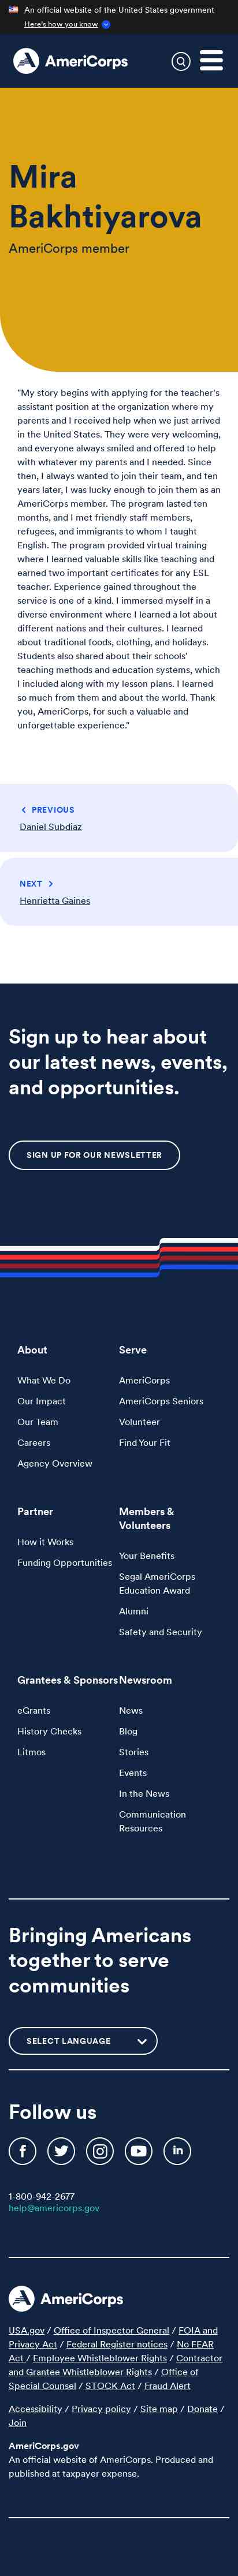 An official website of the United States government
Here's how you know
AmeriCorps
Mira
Bakhtiyarova
AmeriCorps member
"My story begins with applying for the teacher's
assistant position at the organization where my
parents and I received help when we just arrived
in the United States. They were very welcoming,
and everyone always smiled and offered to help
with whatever my parents and I needed. Since
then, I always wanted to join their team, and ten
years later, I was lucky enough to join them as an
AmeriCorps member. The program lasted ten
months, and I met friendly staff members,
refugees, and immigrants to whom I taught
English. The program provided virtual training
where I learned valuable skills like teaching and
earned two important certificates for any ESL
teacher. Experience gained throughout the
service is one of a kind. I immersed myself in a
diverse environment where I learned a lot about
different nations and their cultures. I learned
about traditional foods, clothing, and holidays.
Students also shared about their schools'
teaching methods and education systems, which
I included along with my lesson plans. I learned
so much from them and about the world. Thank
you, AmeriCorps, for such a valuable and
unforgettable experience."
PREVIOUS
Daniel Subdiaz
NEXT
Henrietta Gaines
Sign up to hear about
our latest news, events,
and opportunities.
SIGN UP FOR OUR NEWSLETTER
About
What We Do
Our Impact
Our Team
Careers
Agency Overview
Serve
AmeriCorps
AmeriCorps Seniors
Volunteer
Find Your Fit
Partner
How it Works
Funding Opportunities
Members &
Volunteers
Your Benefits
Segal AmeriCorps
Education Award
Alumni
Safety and Security
Grantees & Sponsors
eGrants
History Checks
Litmos
Newsroom
News
Blog
Stories
Events
In the News
Communication
Resources
Bringing Americans
together to serve
communities
SELECT LANGUAGE
Follow us
1-800-942-2677
help@americorps.gov
AmeriCorps
USA.gov / Office of Inspector General / FOIA and
Privacy Act / Federal Register notices / No FEAR
Act / Employee Whistleblower Rights / Contractor
and Grantee Whistleblower Rights / Office of
Special Counsel / STOCK Act / Fraud Alert
Accessibility / Privacy policy / Site map / Donate /
Join
AmeriCorps.gov
An official website of AmeriCorps. Produced and
published at taxpayer expense.